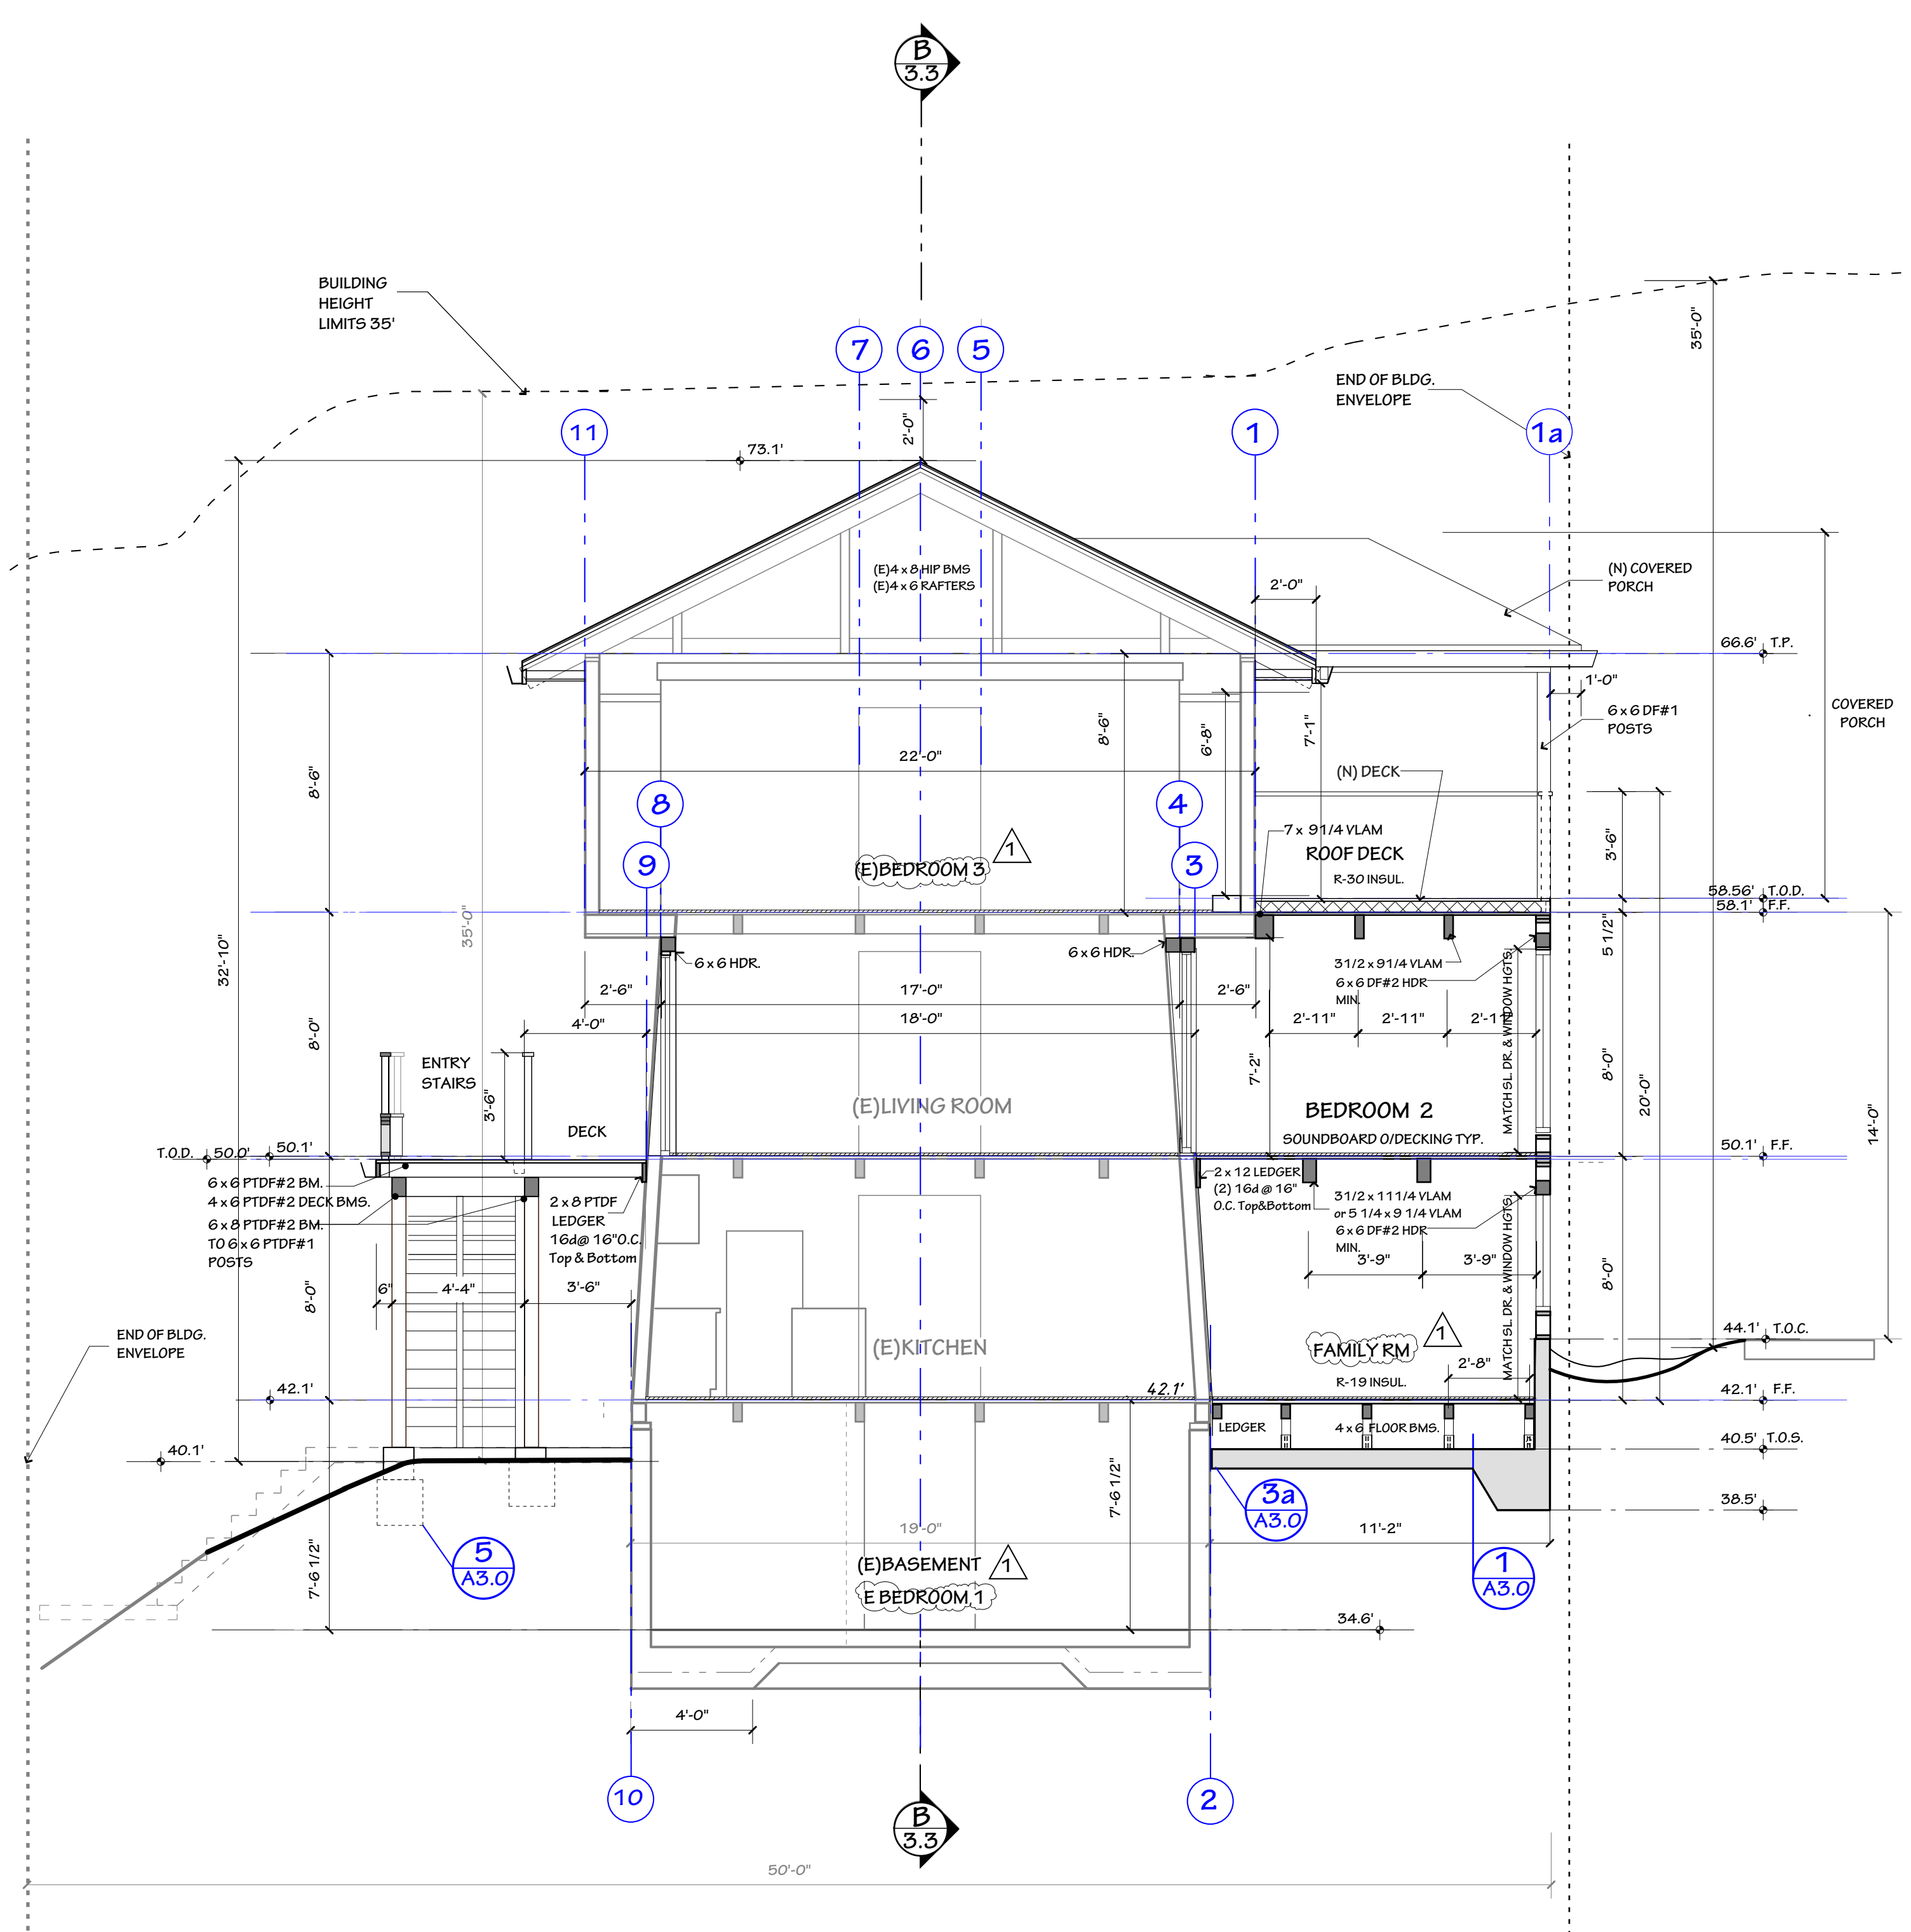 B
3.3
BUILDING
HEIGHT
LIMITS 35'
7
6
5
35'-0"
END OF BLDG.
ENVELOPE
11
2'-0"
1
1a
73.1'
(E)4 x 8 HIP BMS
(E)4 x 6 RAFTERS
2'-0"
(N) COVERED
PORCH
66.6' T.P.
1'-0"
6 x 6 DF#1
POSTS
COVERED
PORCH
8'-6"
8'-6"
6'-8"
7'-1"
22'-0"
(N) DECK
8
4
7 x 9 1/4 VLAM
ROOF DECK
R-30 INSUL.
3'-6"
9
(E)BEDROOM 3
1
3
58.56' T.O.D.
58.1' F.F.
35'-0"
32'-10"
6 x 6 HDR.
6 x 6 HDR.
3 1/2 x 9 1/4 VLAM
6 x 6 DF#2 HDR
MIN.
5 1/2"
2'-6"
17'-0"
2'-6"
4'-0"
18'-0"
2'-11"
2'-11"
2'-11"
8'-0"
ENTRY
STAIRS
3'-6"
DECK
(E)LIVING ROOM
7'-2"
BEDROOM 2
SOUNDBOARD O/DECKING TYP.
MATCH SL. DR. & WINDOW HGTS.
8'-0"
20'-0"
14'-0"
T.O.D. 50.0'
50.1'
50.1' F.F.
6 x 6 PTDF#2 BM.
4 x 6 PTDF#2 DECK BMS.
6 x 8 PTDF#2 BM.
TO 6 x 6 PTDF#1
POSTS
2 x 8 PTDF
LEDGER
16d@ 16"O.C.
Top & Bottom
2 x 12 LEDGER
(2) 16d @ 16"
O.C. Top&Bottom
3 1/2 x 11 1/4 VLAM
or 5 1/4 x 9 1/4 VLAM
6 x 6 DF#2 HDR
MIN.
3'-9"
3'-9"
8'-0"
6"
4'-4"
3'-6"
MATCH SL. DR. & WINDOW HGTS.
8'-0"
END OF BLDG.
ENVELOPE
(E)KITCHEN
FAMILY RM
1
2'-8"
R-19 INSUL.
44.1' T.O.C.
42.1'
42.1'
42.1' F.F.
LEDGER
4 x 6 FLOOR BMS.
40.5' T.O.S.
40.1'
7'-6 1/2"
7'-6 1/2"
3a
A3.0
38.5'
19'-0"
11'-2"
5
A3.0
(E)BASEMENT
1
E BEDROOM 1
1
A3.0
34.6'
4'-0"
10
2
B
3.3
50'-0"